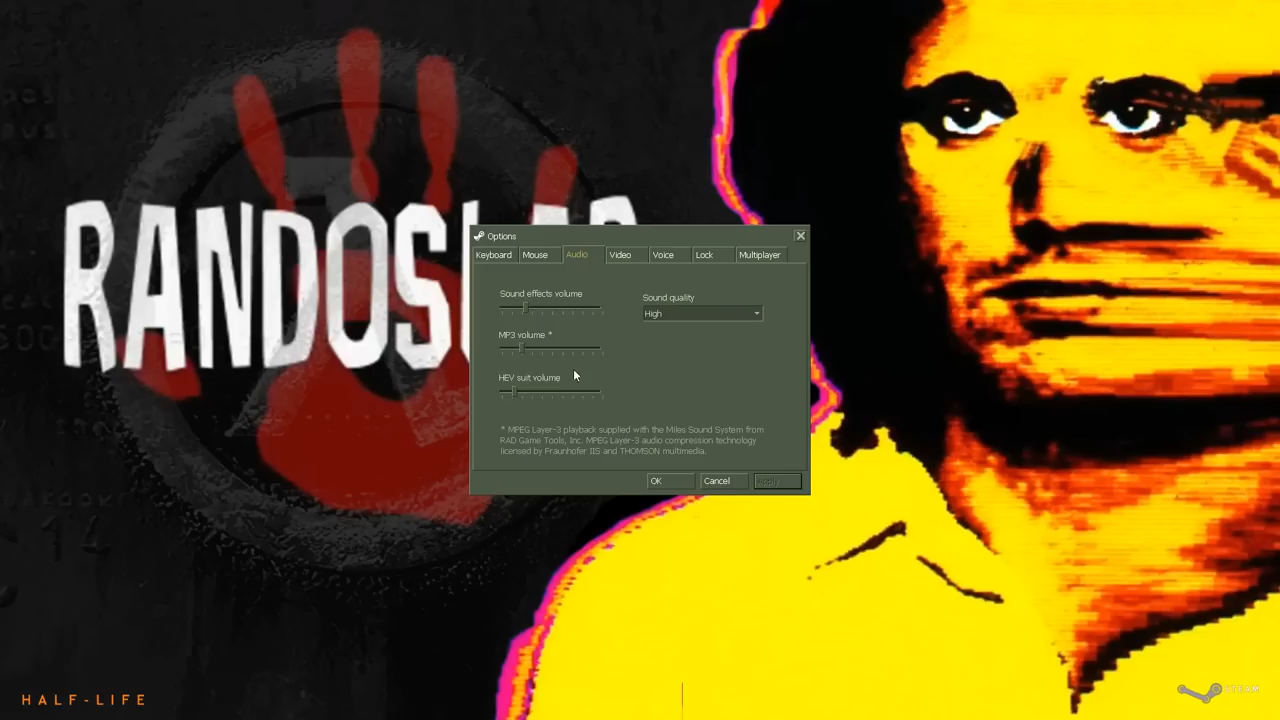 RANDOSL
Options
Keyboard Mouse Audio Video Voice Lock Multiplayer
Sound effects volume
Sound quality
High
MP3 volume *
HEV suit volume
* MPEG Layer-3 playback supplied with the Miles Sound System from
RAD Game Tools, Inc. MPEG Layer-3 audio compression technology
licensed by Fraunhofer IIS and THOMSON multimedia.
OK Cancel Apply
HALF-LIFE
STEAM